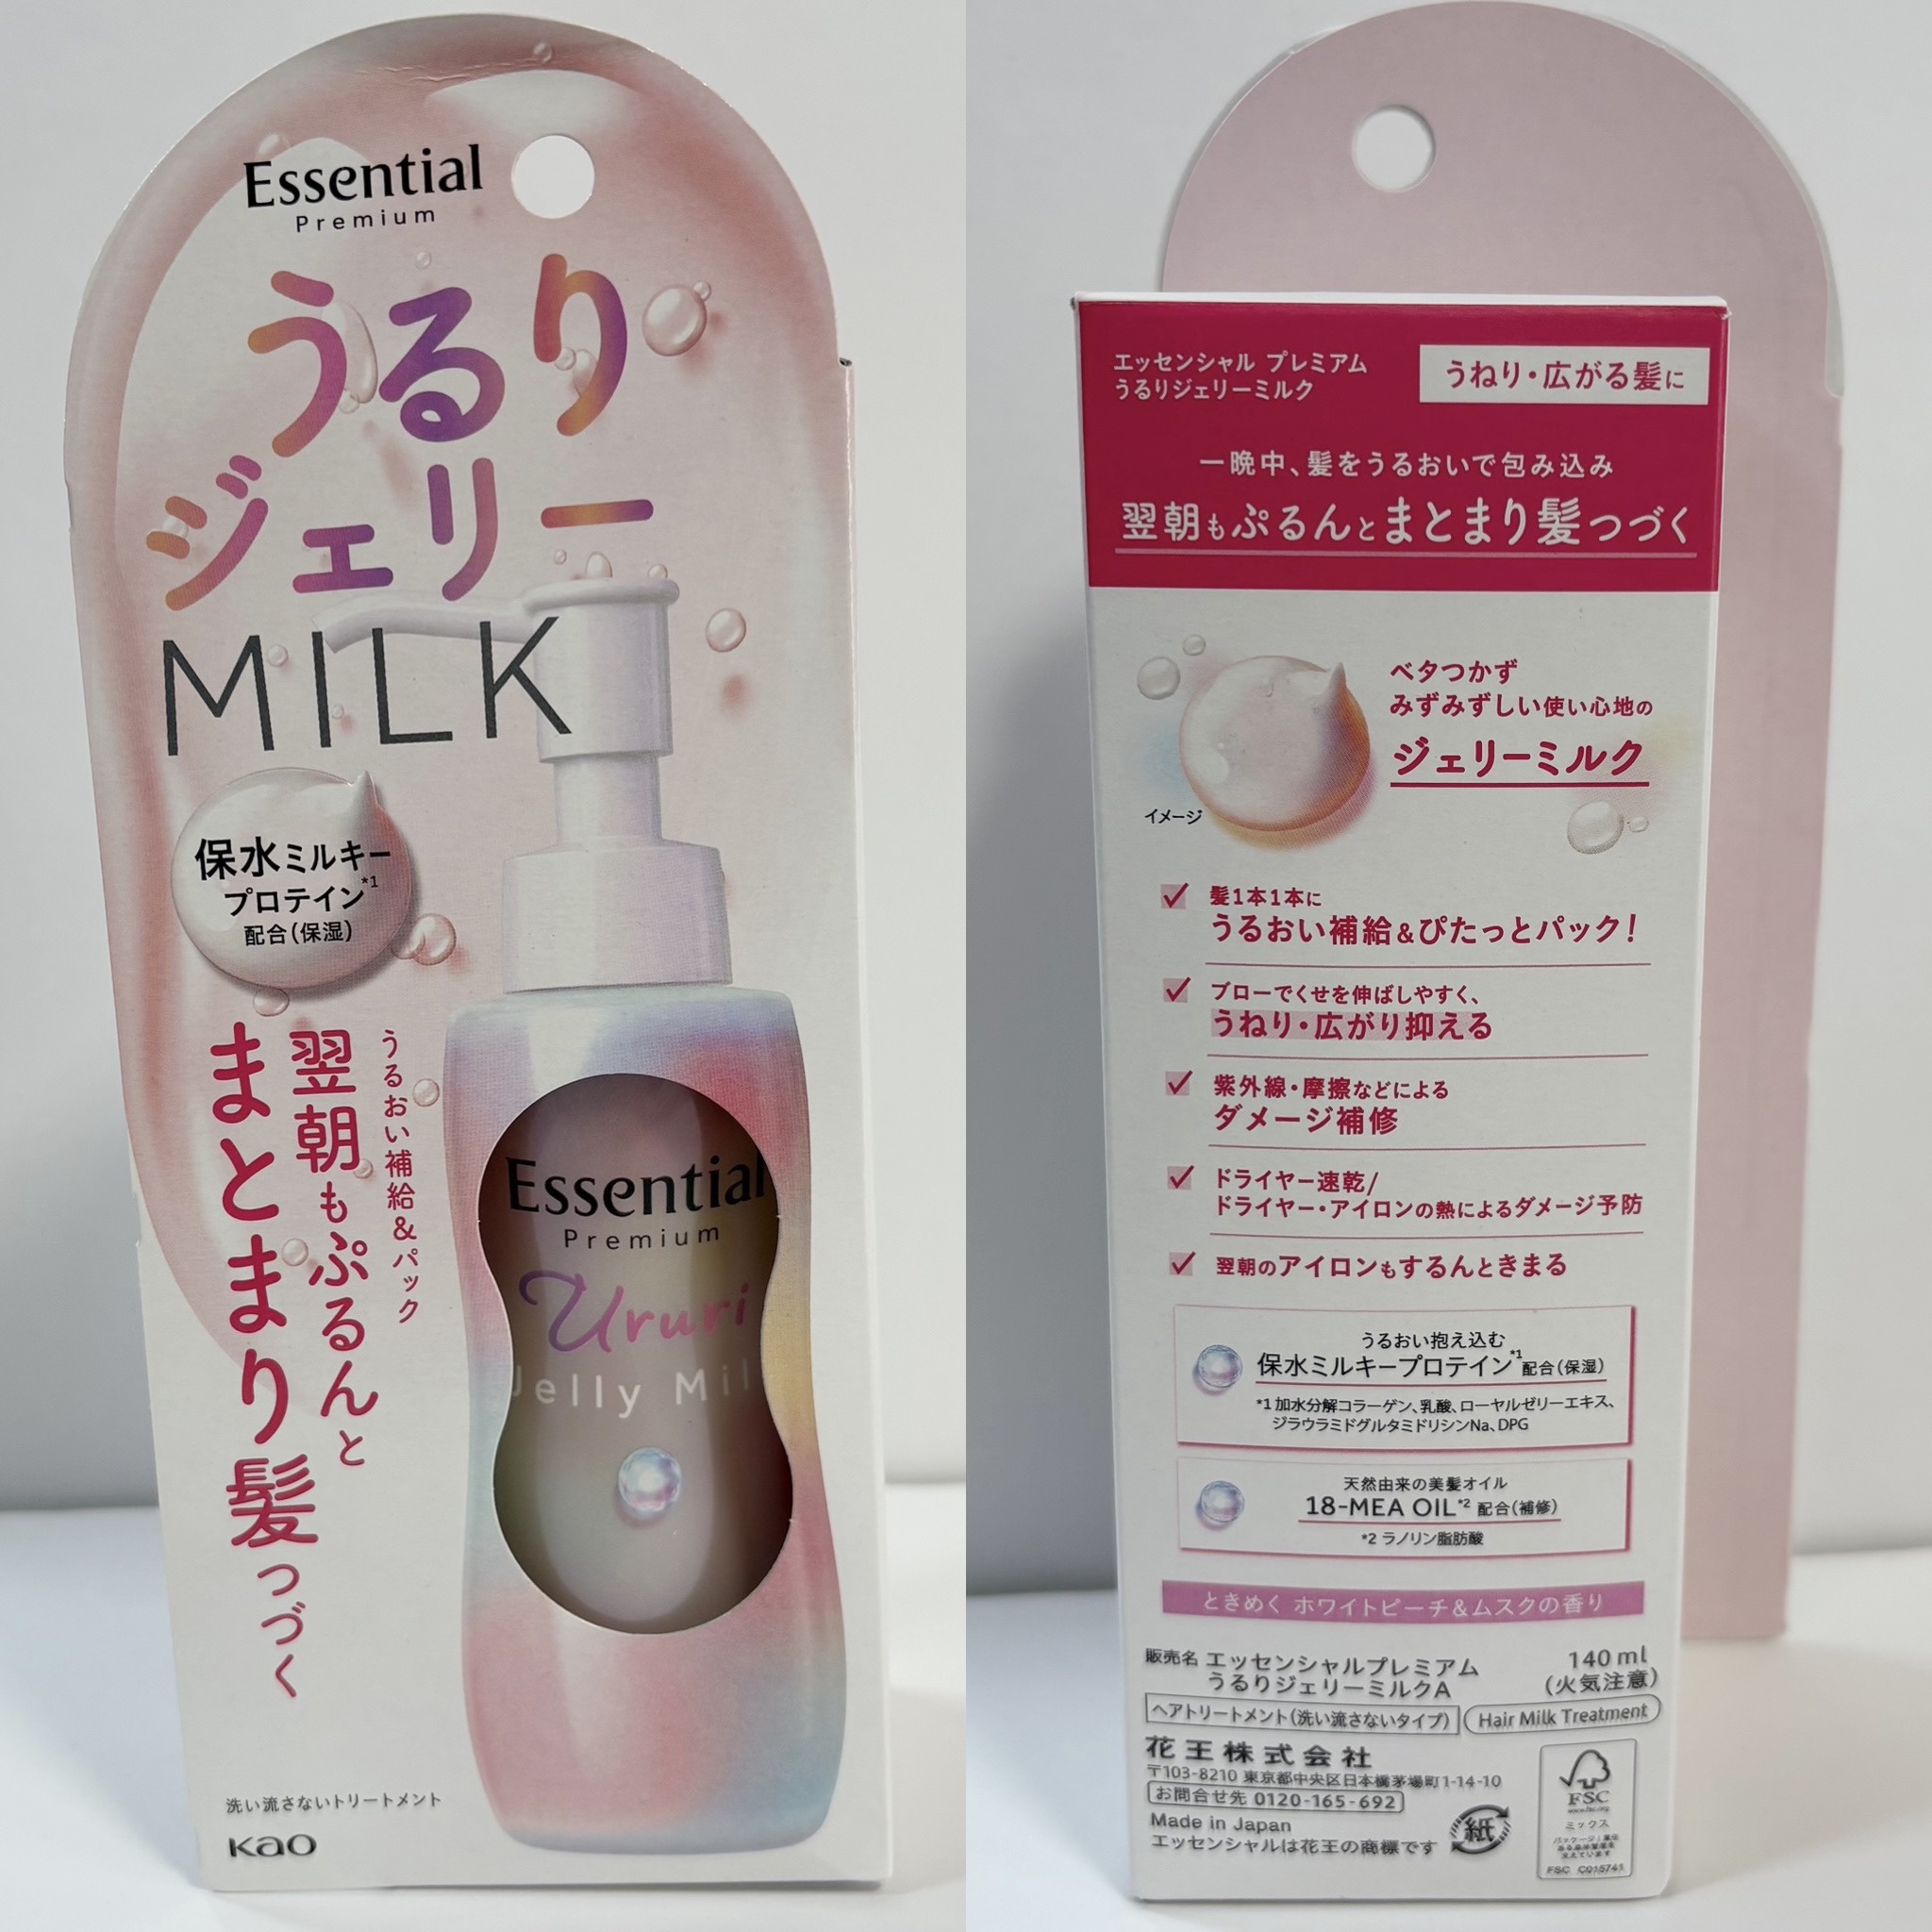 Essential
Premium
うるり
ジェリー
MILK
保水ミルキー
プロテイン*1
配合(保湿)
うるおい補給&パック
翌朝もぷるんと
まとまり髪つづく
Essential
Premium
Ururi
Jelly Mil
洗い流さないトリートメント
Kao
エッセンシャル プレミアム
うるりジェリーミルク
うねり・広がる髪に
一晩中、髪をうるおいで包み込み
翌朝もぷるんとまとまり髪つづく
ベタつかず
みずみずしい使い心地の
ジェリーミルク
イメージ
髪1本1本に
うるおい補給&ぴたっとパック!
ブローでくせを伸ばしやすく、
うねり・広がり抑える
紫外線・摩擦などによる
ダメージ補修
ドライヤー速乾/
ドライヤー・アイロンの熱によるダメージ予防
翌朝のアイロンもするんときまる
うるおい抱え込む
保水ミルキープロテイン*1配合(保湿)
*1 加水分解コラーゲン、乳酸、ローヤルゼリーエキス、
ジラウラミドグルタミドリシンNa、DPG
天然由来の美髪オイル
18-MEA OIL*2 配合(補修)
*2 ラノリン脂肪酸
ときめく ホワイトピーチ&ムスクの香り
販売名 エッセンシャルプレミアム
うるりジェリーミルクA
140 ml
(火気注意)
ヘアトリートメント(洗い流さないタイプ)
Hair Milk Treatment
花王株式会社
〒103-8210 東京都中央区日本橋茅場町1-14-10
お問合せ先 0120-165-692
Made in Japan
エッセンシャルは花王の商標です
紙
FSC
www.fsc.org
ミックス
FSC C015741